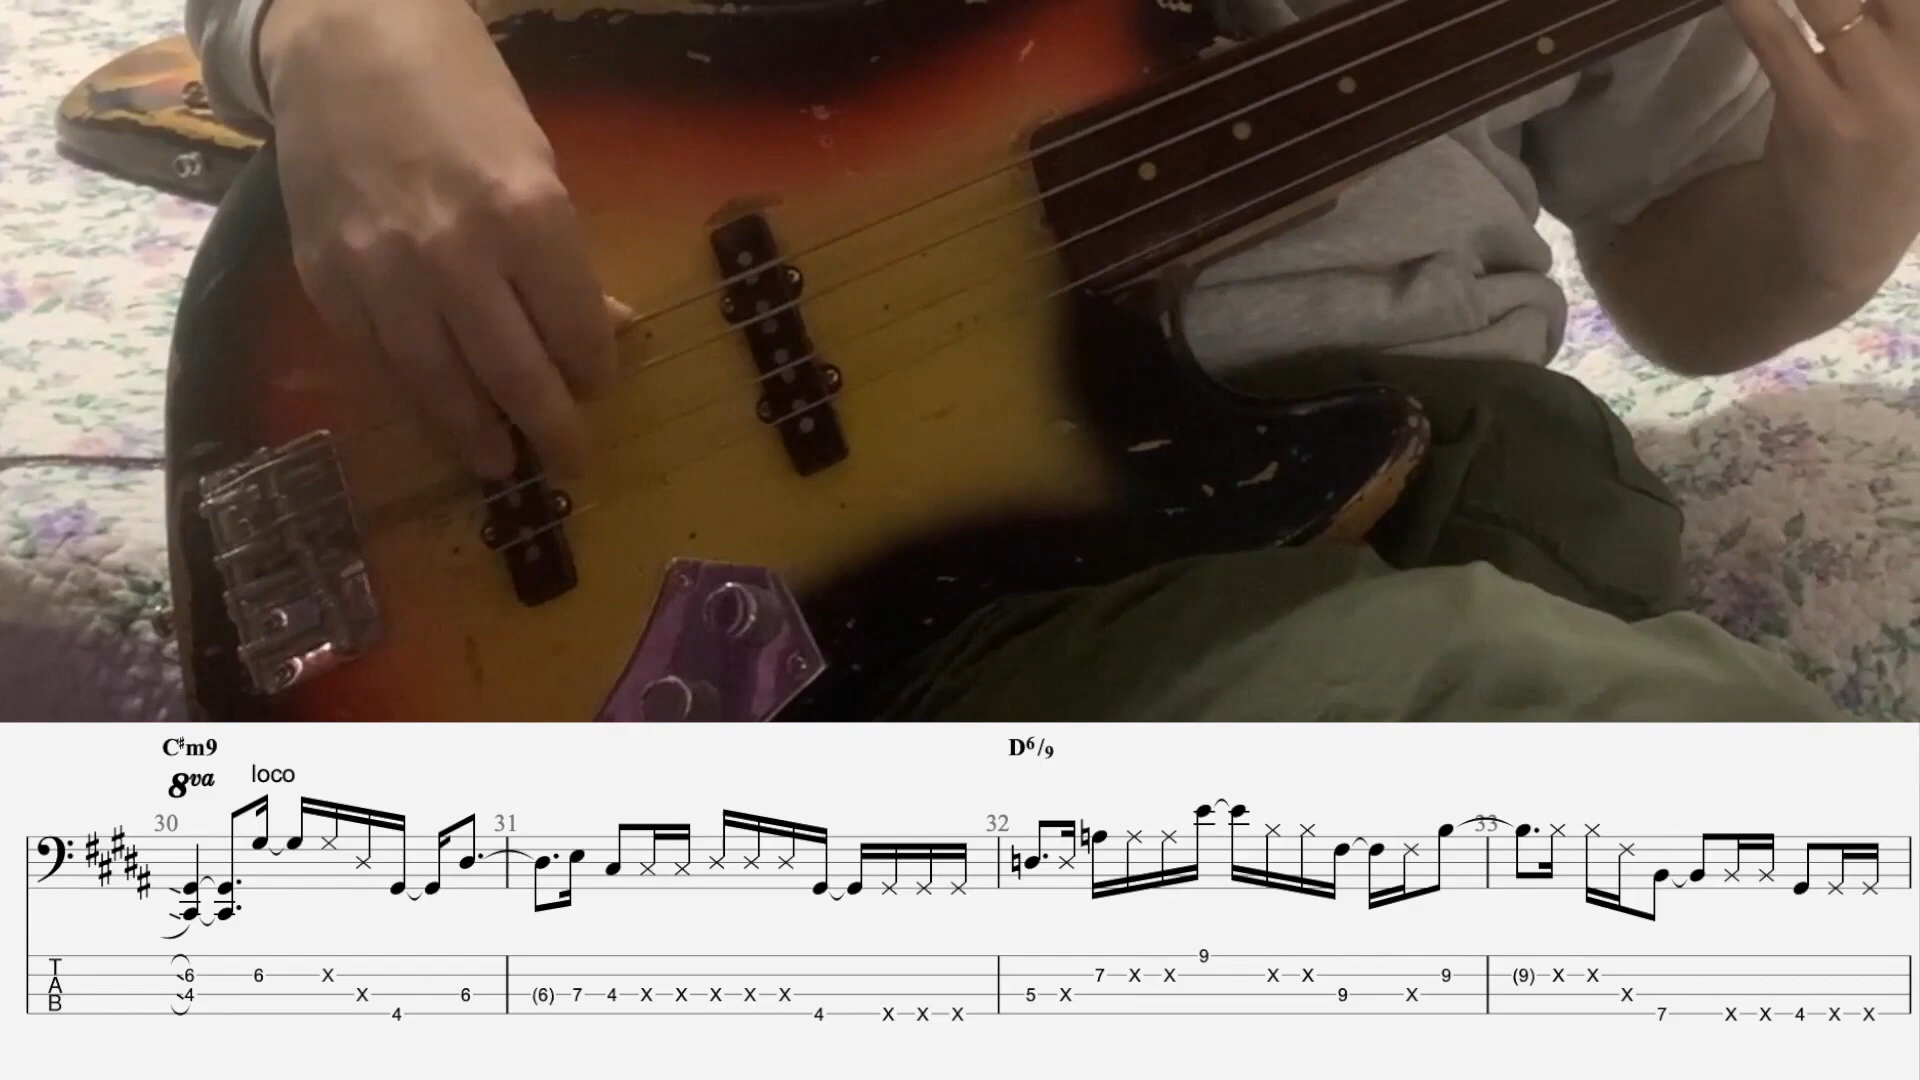 C♯m9 D6/9
8va loco
30 31 32 33
T 6 6 X 9
A 4 X 6 (6) 7 4 X X X X X 5 X 7 X X X X 9 X 9 (9) X X X
B 4 4 X X X 7 X X 4 X X